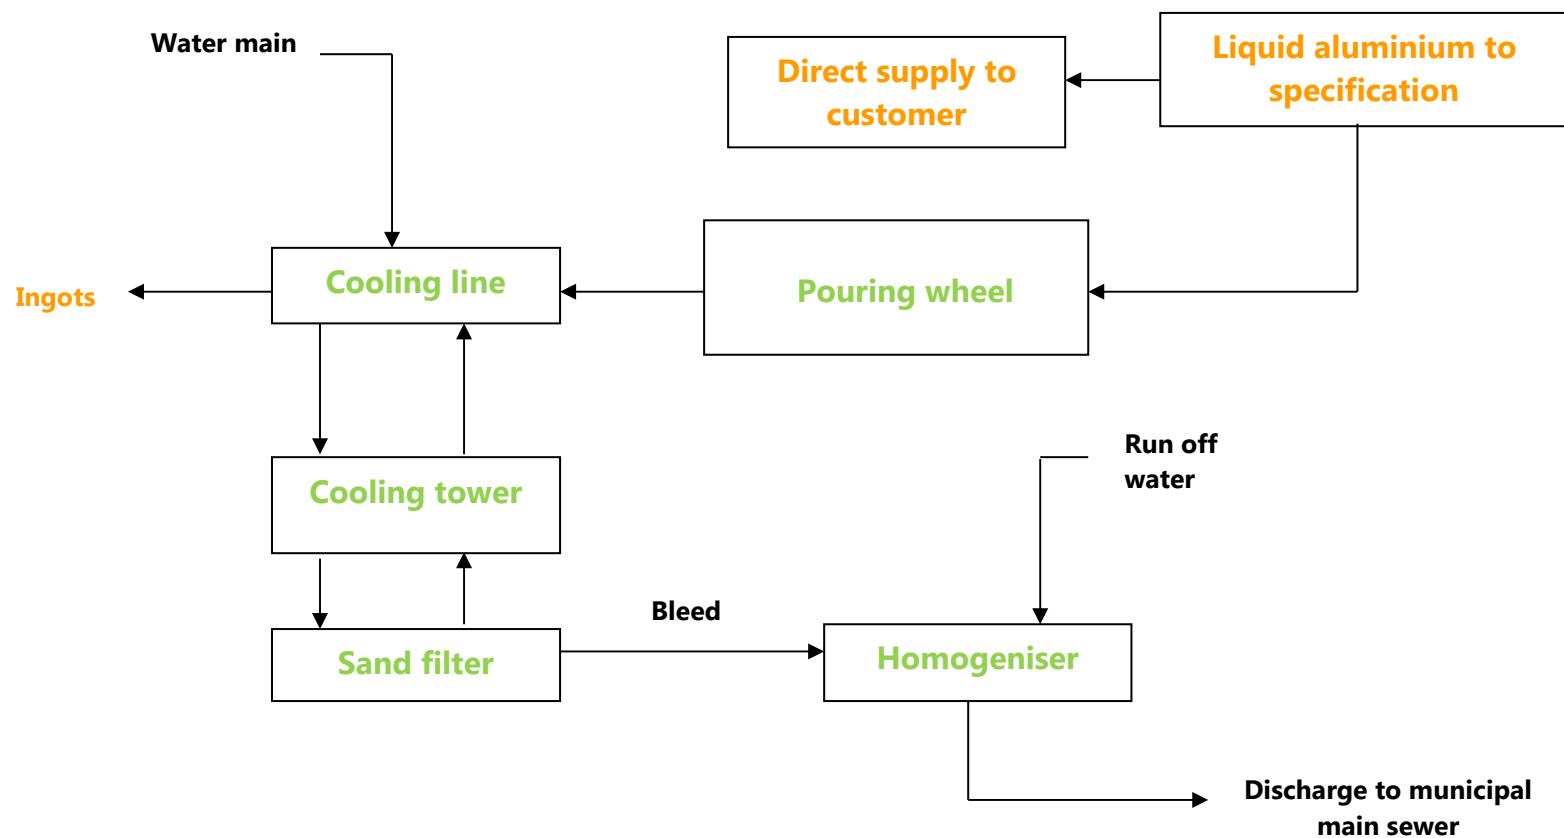 Water main
Direct supply to
customer
Liquid aluminium to
specification
Ingots
Cooling line
Pouring wheel
Cooling tower
Run off
water
Bleed
Sand filter
Homogeniser
Discharge to municipal
main sewer